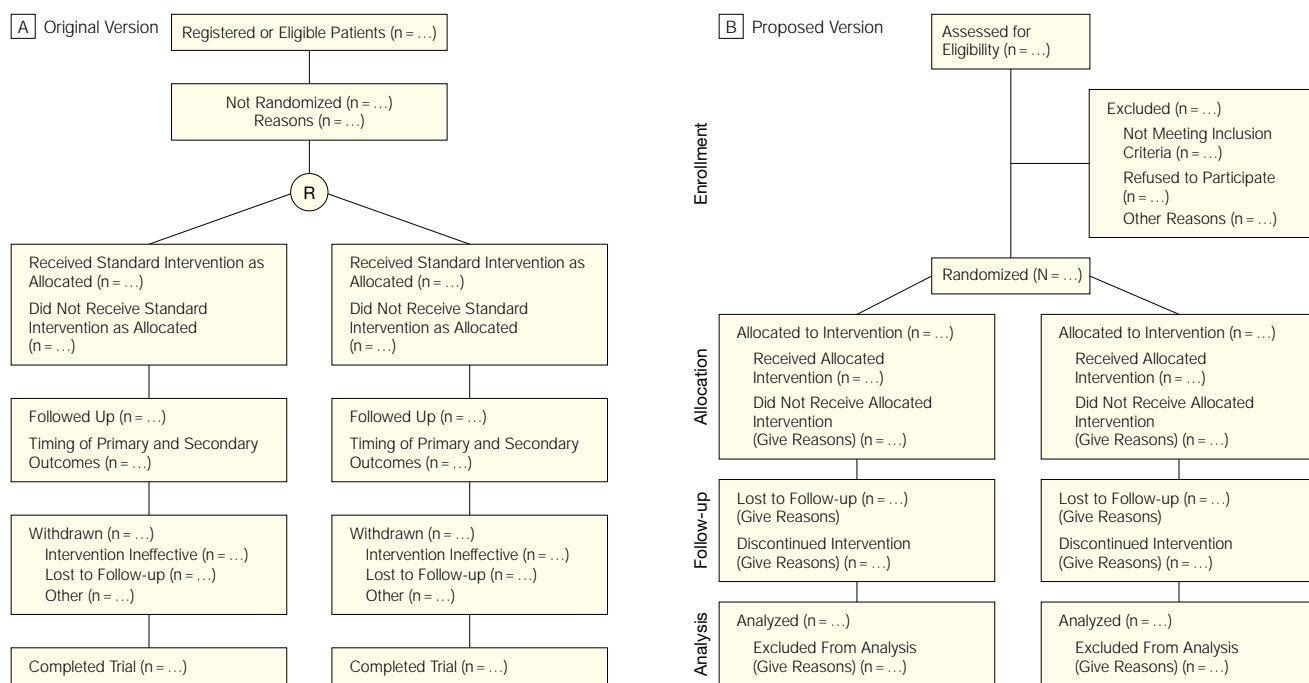 A Original Version
Registered or Eligible Patients (n = …)
Not Randomized (n = …)
Reasons (n = …)
R
Received Standard Intervention as
Allocated (n = …)
Did Not Receive Standard
Intervention as Allocated
(n = …)
Received Standard Intervention as
Allocated (n = …)
Did Not Receive Standard
Intervention as Allocated
(n = …)
Followed Up (n = …)
Timing of Primary and Secondary
Outcomes (n = …)
Followed Up (n = …)
Timing of Primary and Secondary
Outcomes (n = …)
Withdrawn (n = …)
Intervention Ineffective (n = …)
Lost to Follow-up (n = …)
Other (n = …)
Withdrawn (n = …)
Intervention Ineffective (n = …)
Lost to Follow-up (n = …)
Other (n = …)
Completed Trial (n = …)
Completed Trial (n = …)
B Proposed Version
Assessed for
Eligibility (n = …)
Enrollment
Excluded (n = …)
Not Meeting Inclusion
Criteria (n = …)
Refused to Participate
(n = …)
Other Reasons (n = …)
Randomized (N = …)
Allocation
Allocated to Intervention (n = …)
Received Allocated
Intervention (n = …)
Did Not Receive Allocated
Intervention
(Give Reasons) (n = …)
Allocated to Intervention (n = …)
Received Allocated
Intervention (n = …)
Did Not Receive Allocated
Intervention
(Give Reasons) (n = …)
Follow-up
Lost to Follow-up (n = …)
(Give Reasons)
Discontinued Intervention
(Give Reasons) (n = …)
Lost to Follow-up (n = …)
(Give Reasons)
Discontinued Intervention
(Give Reasons) (n = …)
Analysis
Analyzed (n = …)
Excluded From Analysis
(Give Reasons) (n = …)
Analyzed (n = …)
Excluded From Analysis
(Give Reasons) (n = …)